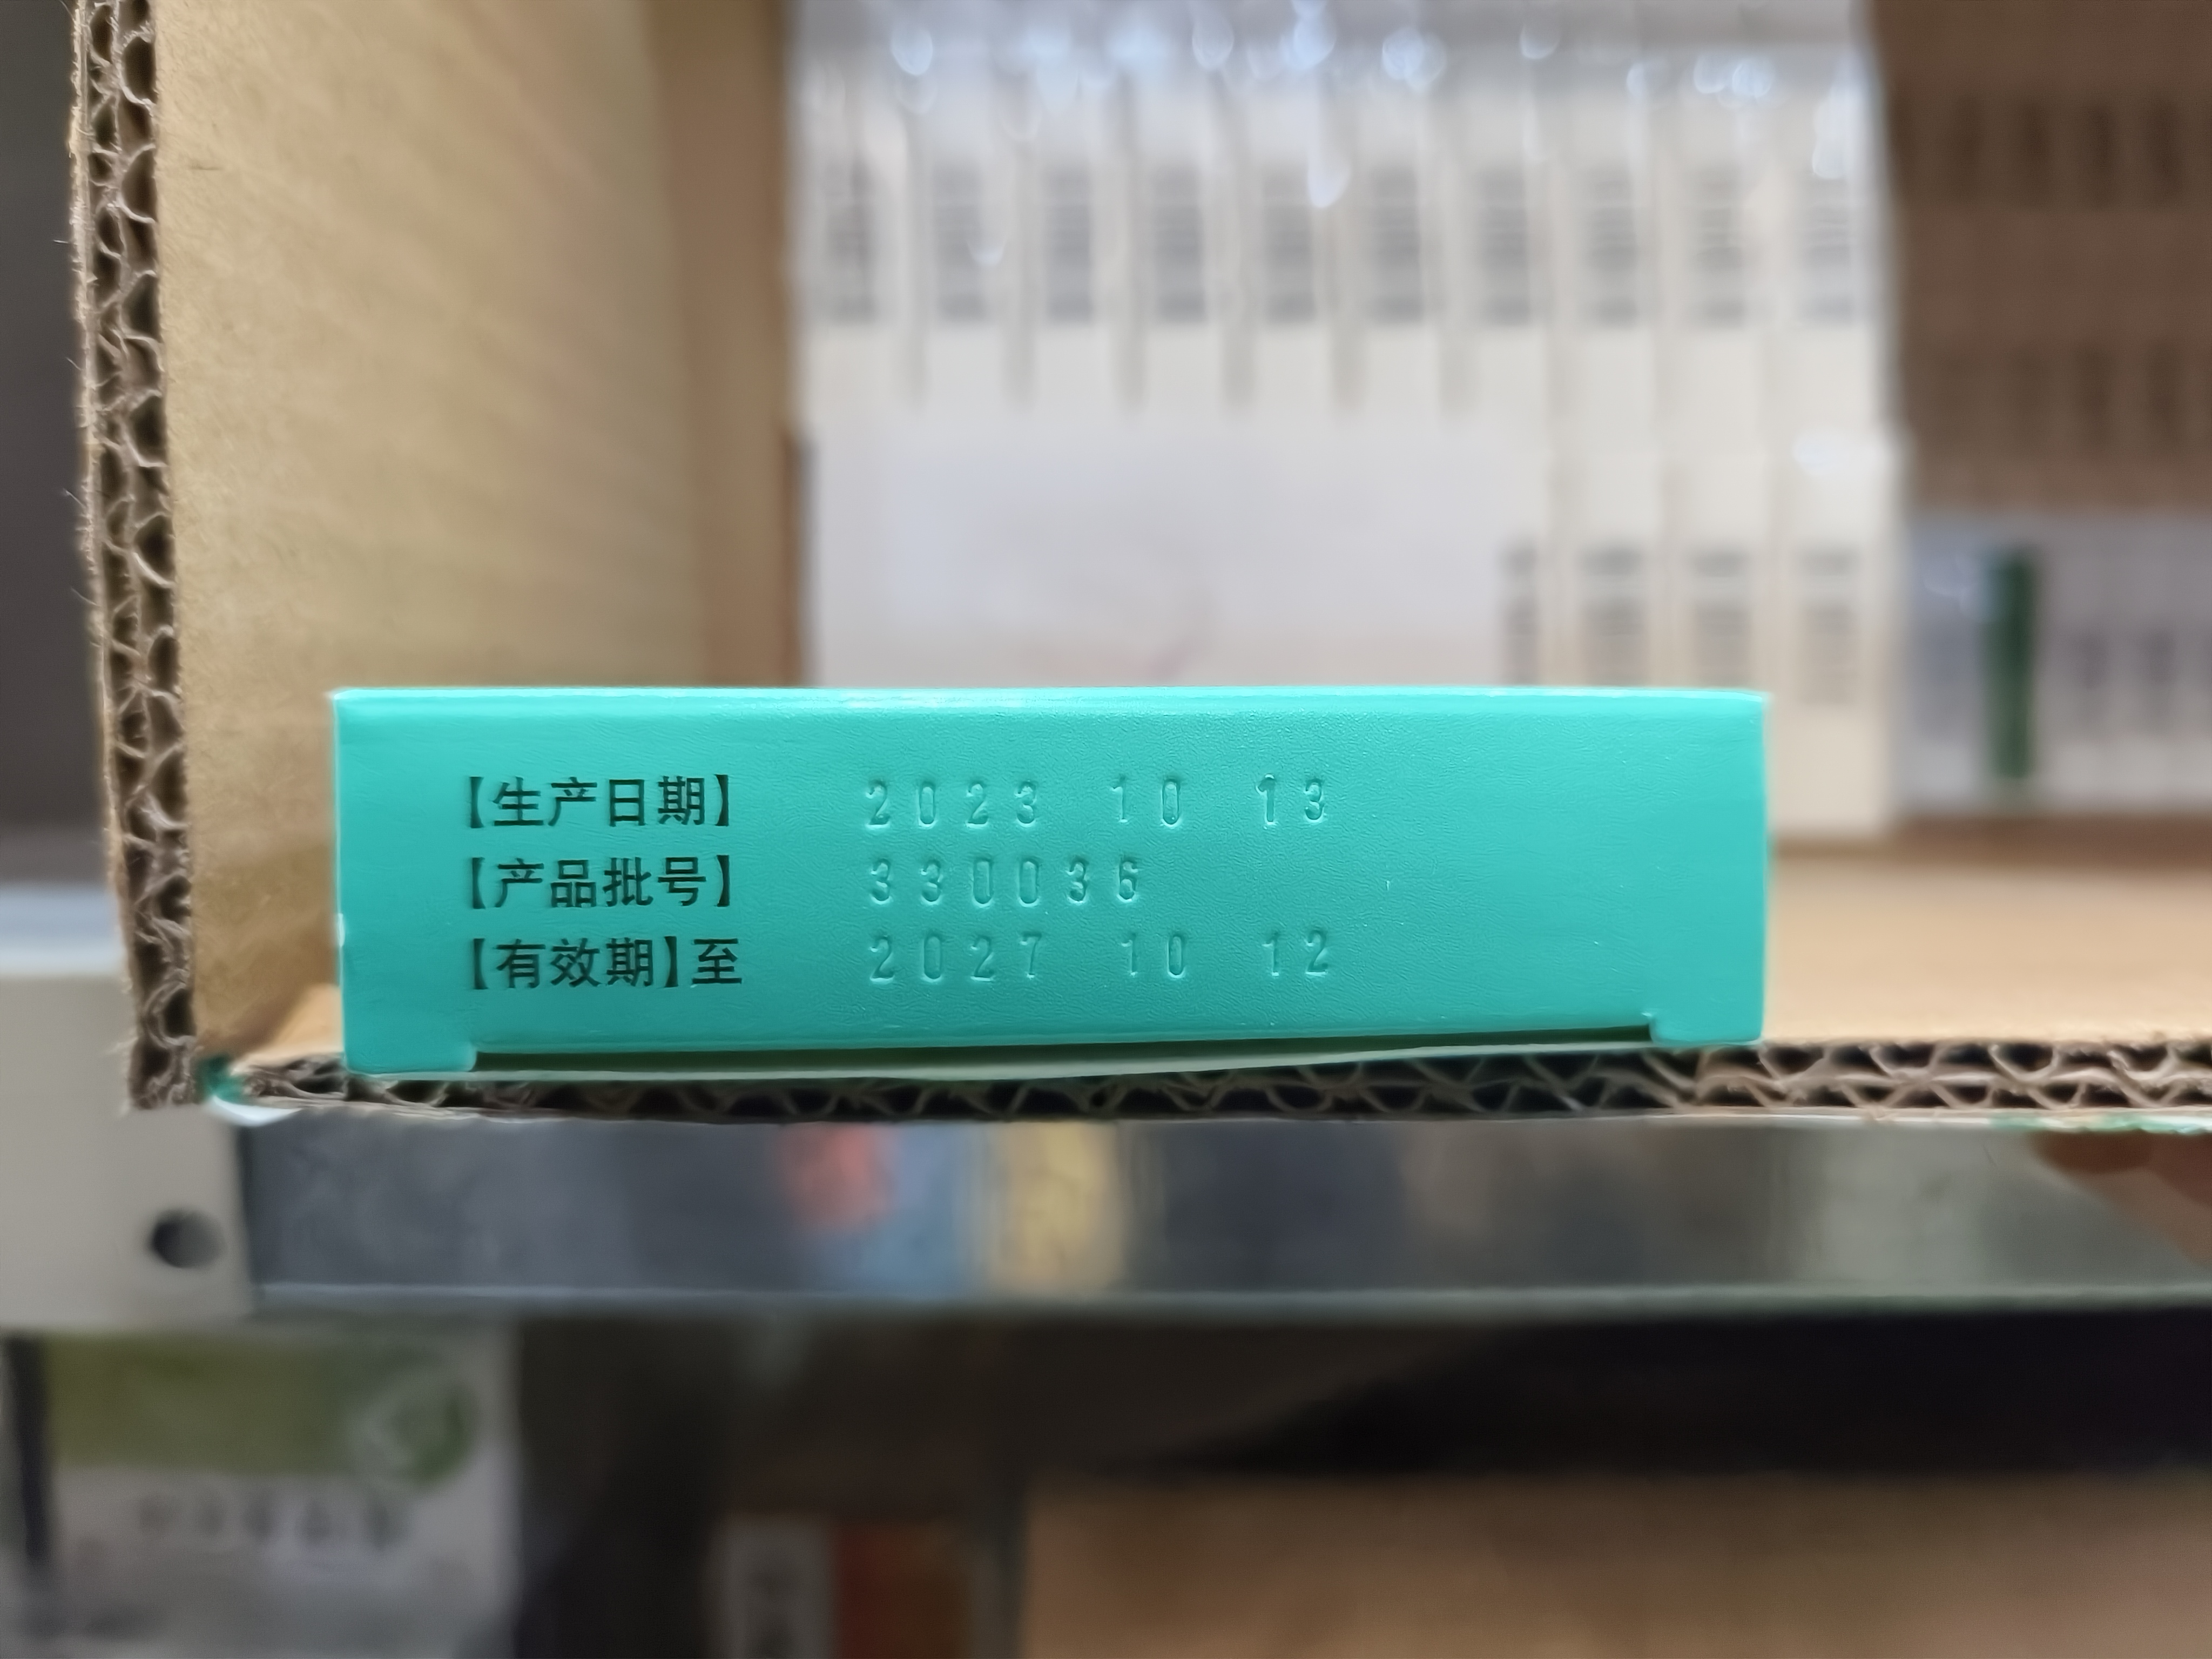 【生产日期】 2023 10 13
【产品批号】 330036
【有效期】至 2027 10 12